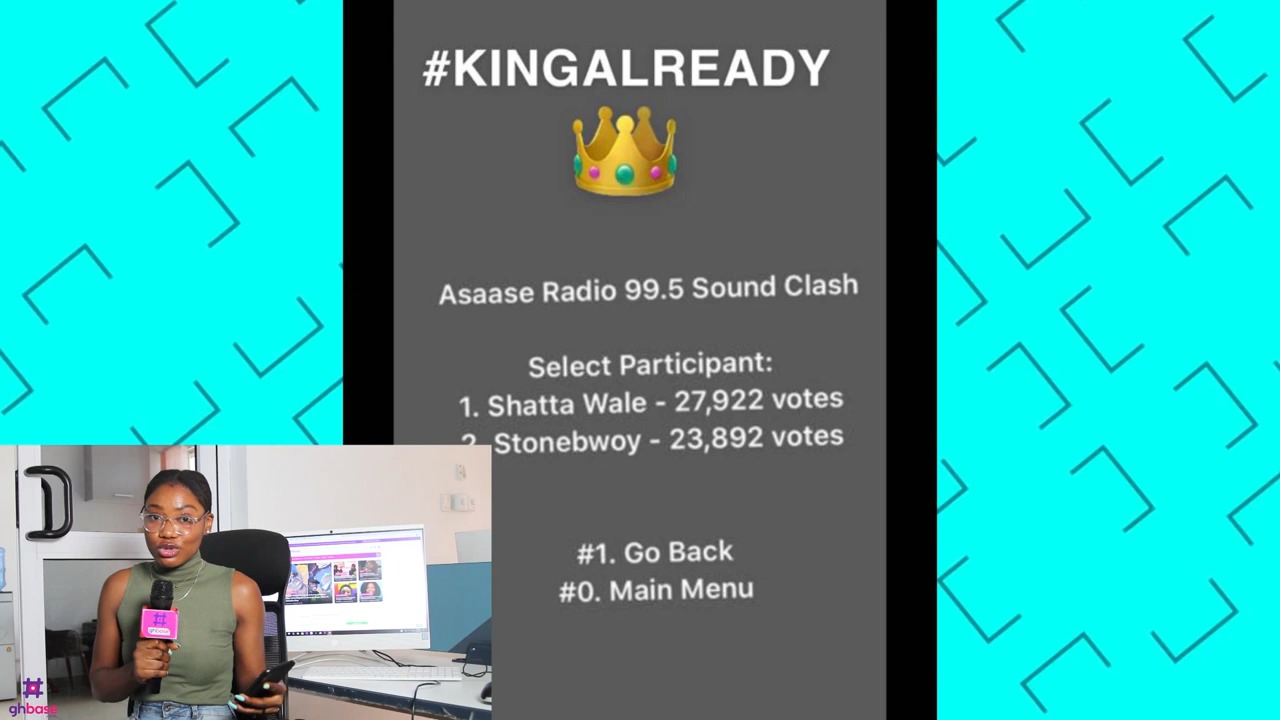 #KINGALREADY
Asaase Radio 99.5 Sound Clash
Select Participant:
1. Shatta Wale - 27,922 votes
2. Stonebwoy - 23,892 votes
#1. Go Back
#0. Main Menu
ghbase
ghbase